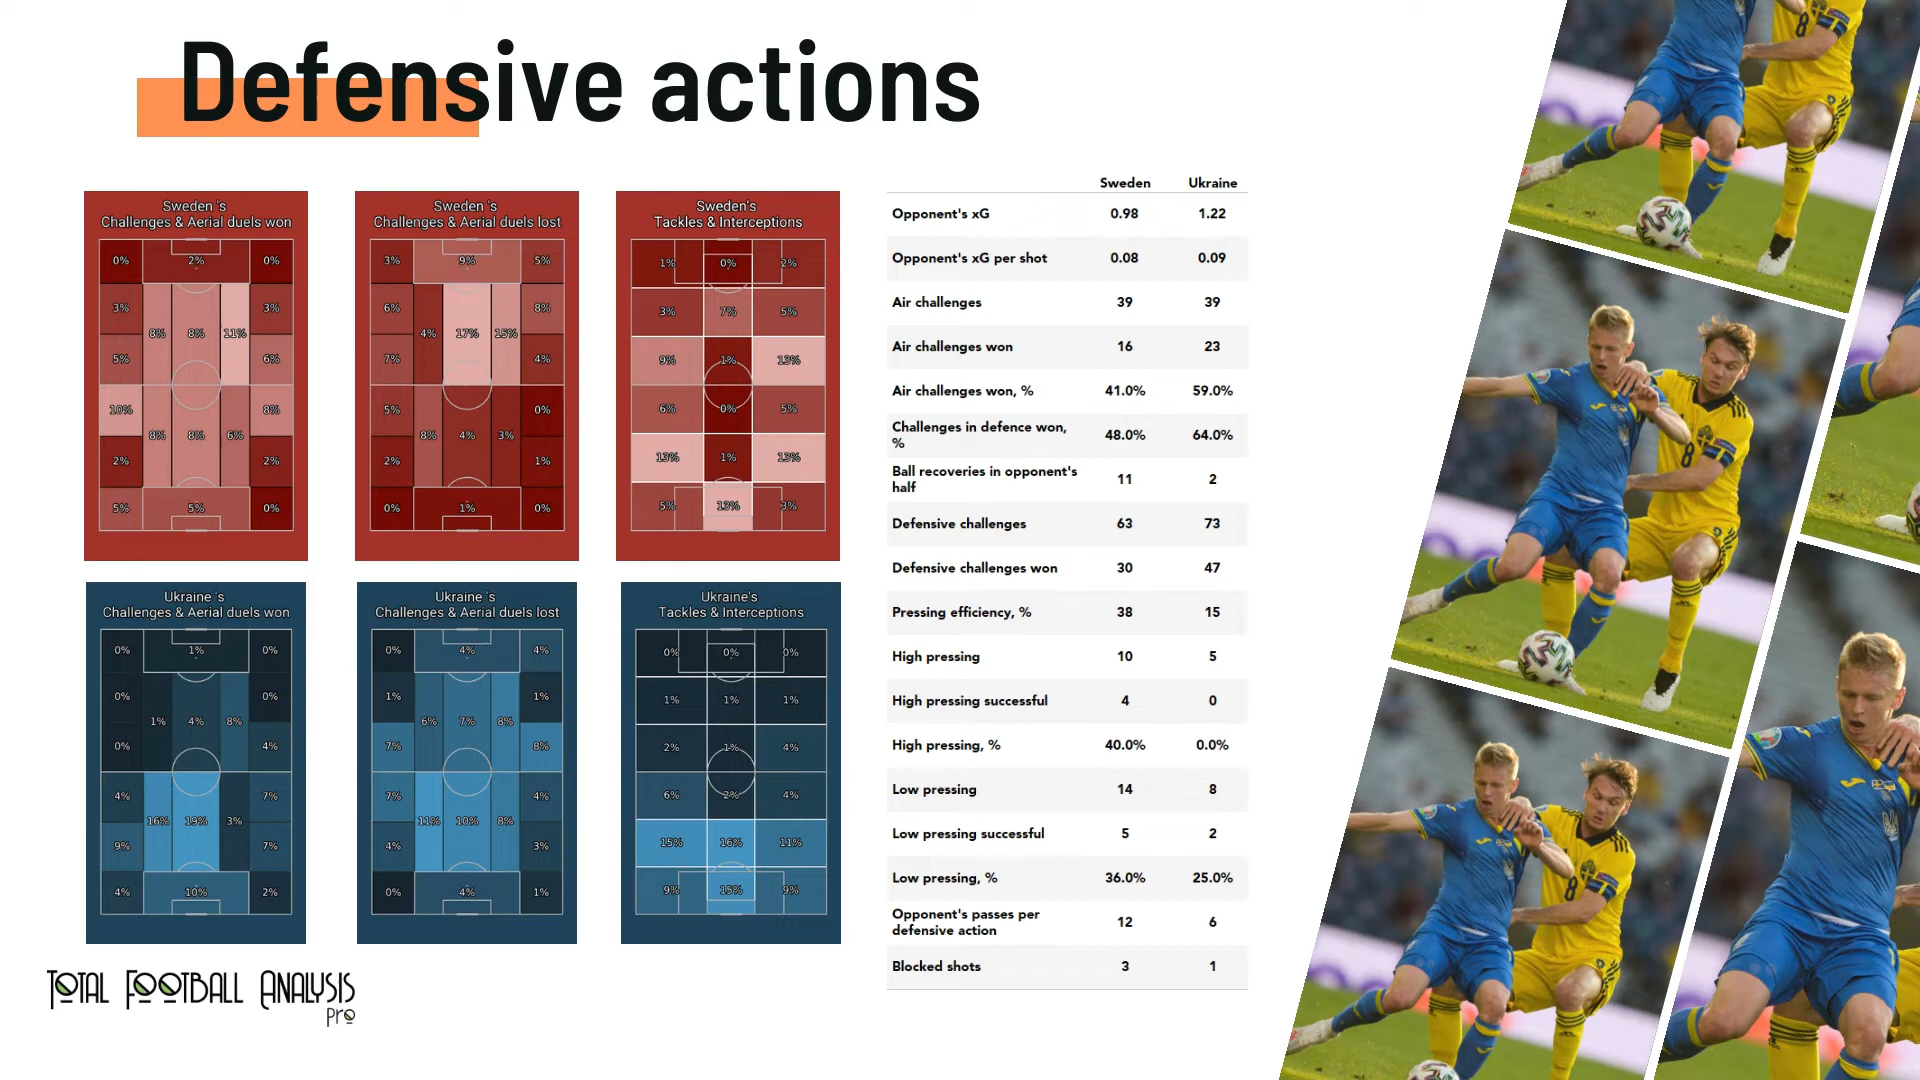 Defensive actions
Sweden 's
Challenges & Aerial duels won
0% 2% 0%
3% 3%
8% 8% 11%
5% 6%
10% 8%
8% 8% 6%
2% 2%
5% 5% 0%
Sweden 's
Challenges & Aerial duels lost
3% 9% 5%
6% 8%
4% 17% 15%
7% 4%
5% 0%
8% 4% 3%
2% 1%
0% 1% 0%
Sweden's
Tackles & Interceptions
1% 0% 2%
3% 7% 5%
9% 1% 13%
6% 0% 5%
13% 1% 13%
5% 13% 3%
Ukraine 's
Challenges & Aerial duels won
0% 1% 0%
0% 0%
1% 4% 8%
0% 4%
4% 7%
16% 19% 3%
9% 7%
4% 10% 2%
Ukraine 's
Challenges & Aerial duels lost
0% 4% 4%
1% 1%
6% 7% 8%
7% 8%
7% 4%
11% 10% 8%
4% 3%
0% 4% 1%
Ukraine's
Tackles & Interceptions
0% 0% 0%
1% 1% 1%
2% 1% 4%
6% 2% 4%
15% 16% 11%
9% 15% 9%
Sweden Ukraine
Opponent's xG 0.98 1.22
Opponent's xG per shot 0.08 0.09
Air challenges 39 39
Air challenges won 16 23
Air challenges won, % 41.0% 59.0%
Challenges in defence won,
% 48.0% 64.0%
Ball recoveries in opponent's
half 11 2
Defensive challenges 63 73
Defensive challenges won 30 47
Pressing efficiency, % 38 15
High pressing 10 5
High pressing successful 4 0
High pressing, % 40.0% 0.0%
Low pressing 14 8
Low pressing successful 5 2
Low pressing, % 36.0% 25.0%
Opponent's passes per
defensive action 12 6
Blocked shots 3 1
TOTAL FOOTBALL ANALYSIS
PRO
8
9
8
9
8
9